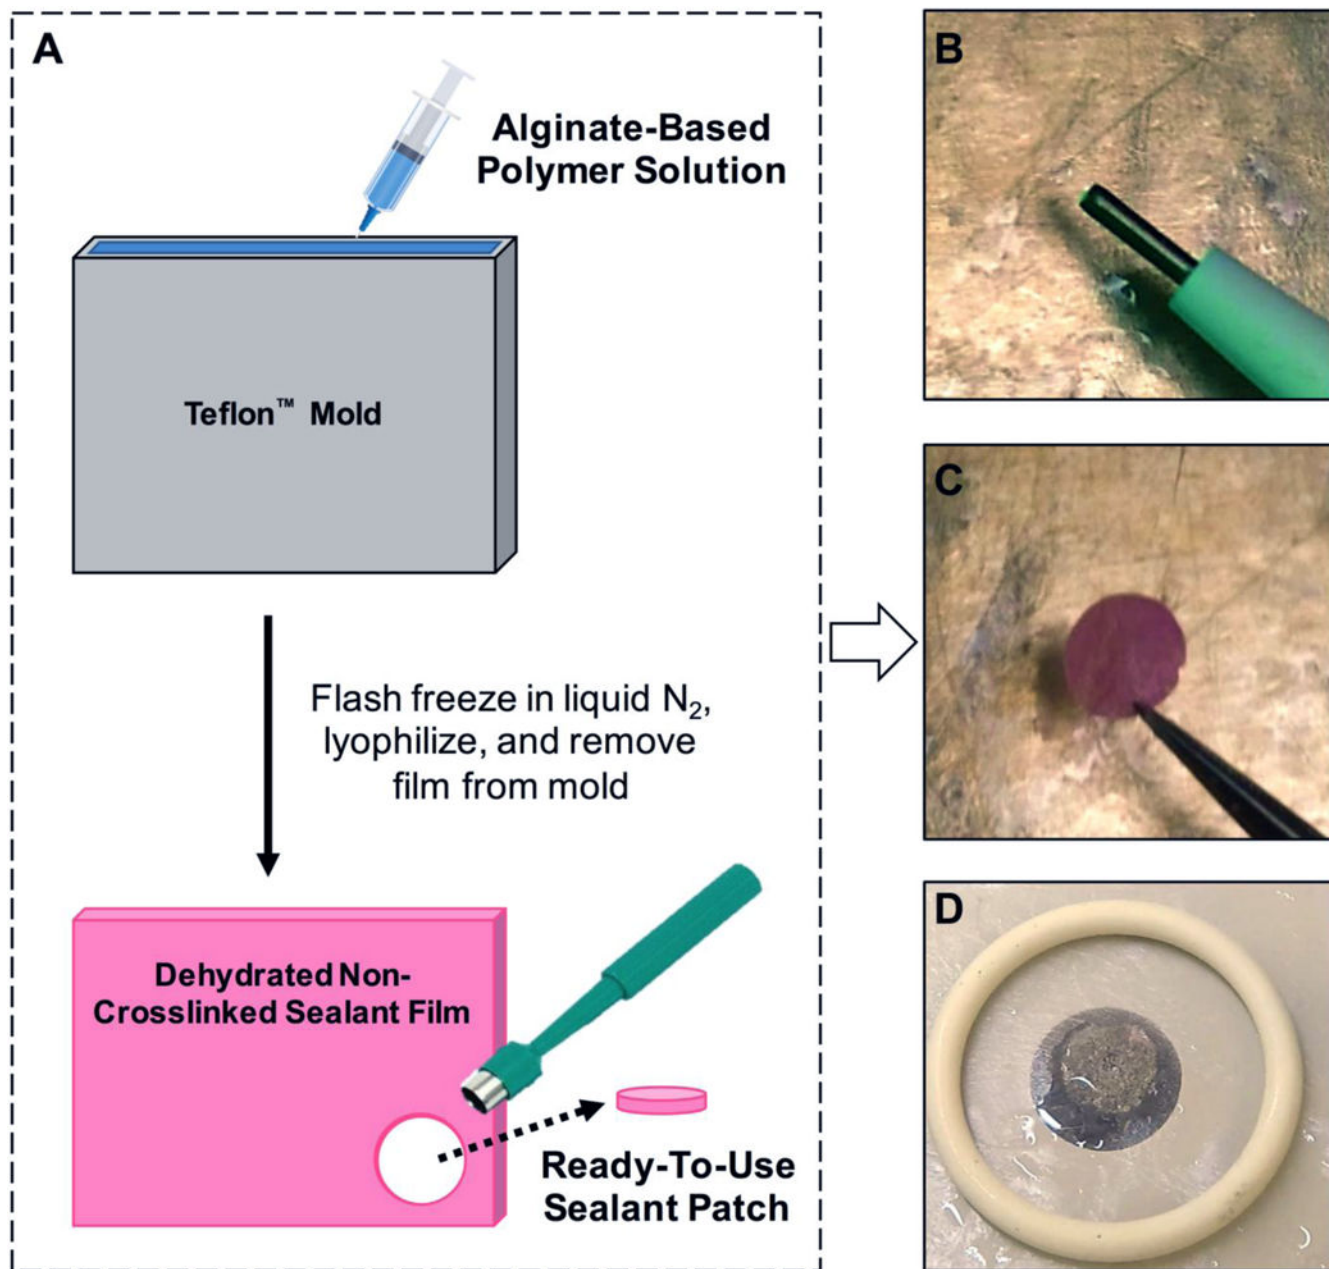 A
Alginate-Based
Polymer Solution
Teflon™ Mold
Flash freeze in liquid N₂,
lyophilize, and remove
film from mold
Dehydrated Non-
Crosslinked Sealant Film
Ready-To-Use
Sealant Patch
B
C
D